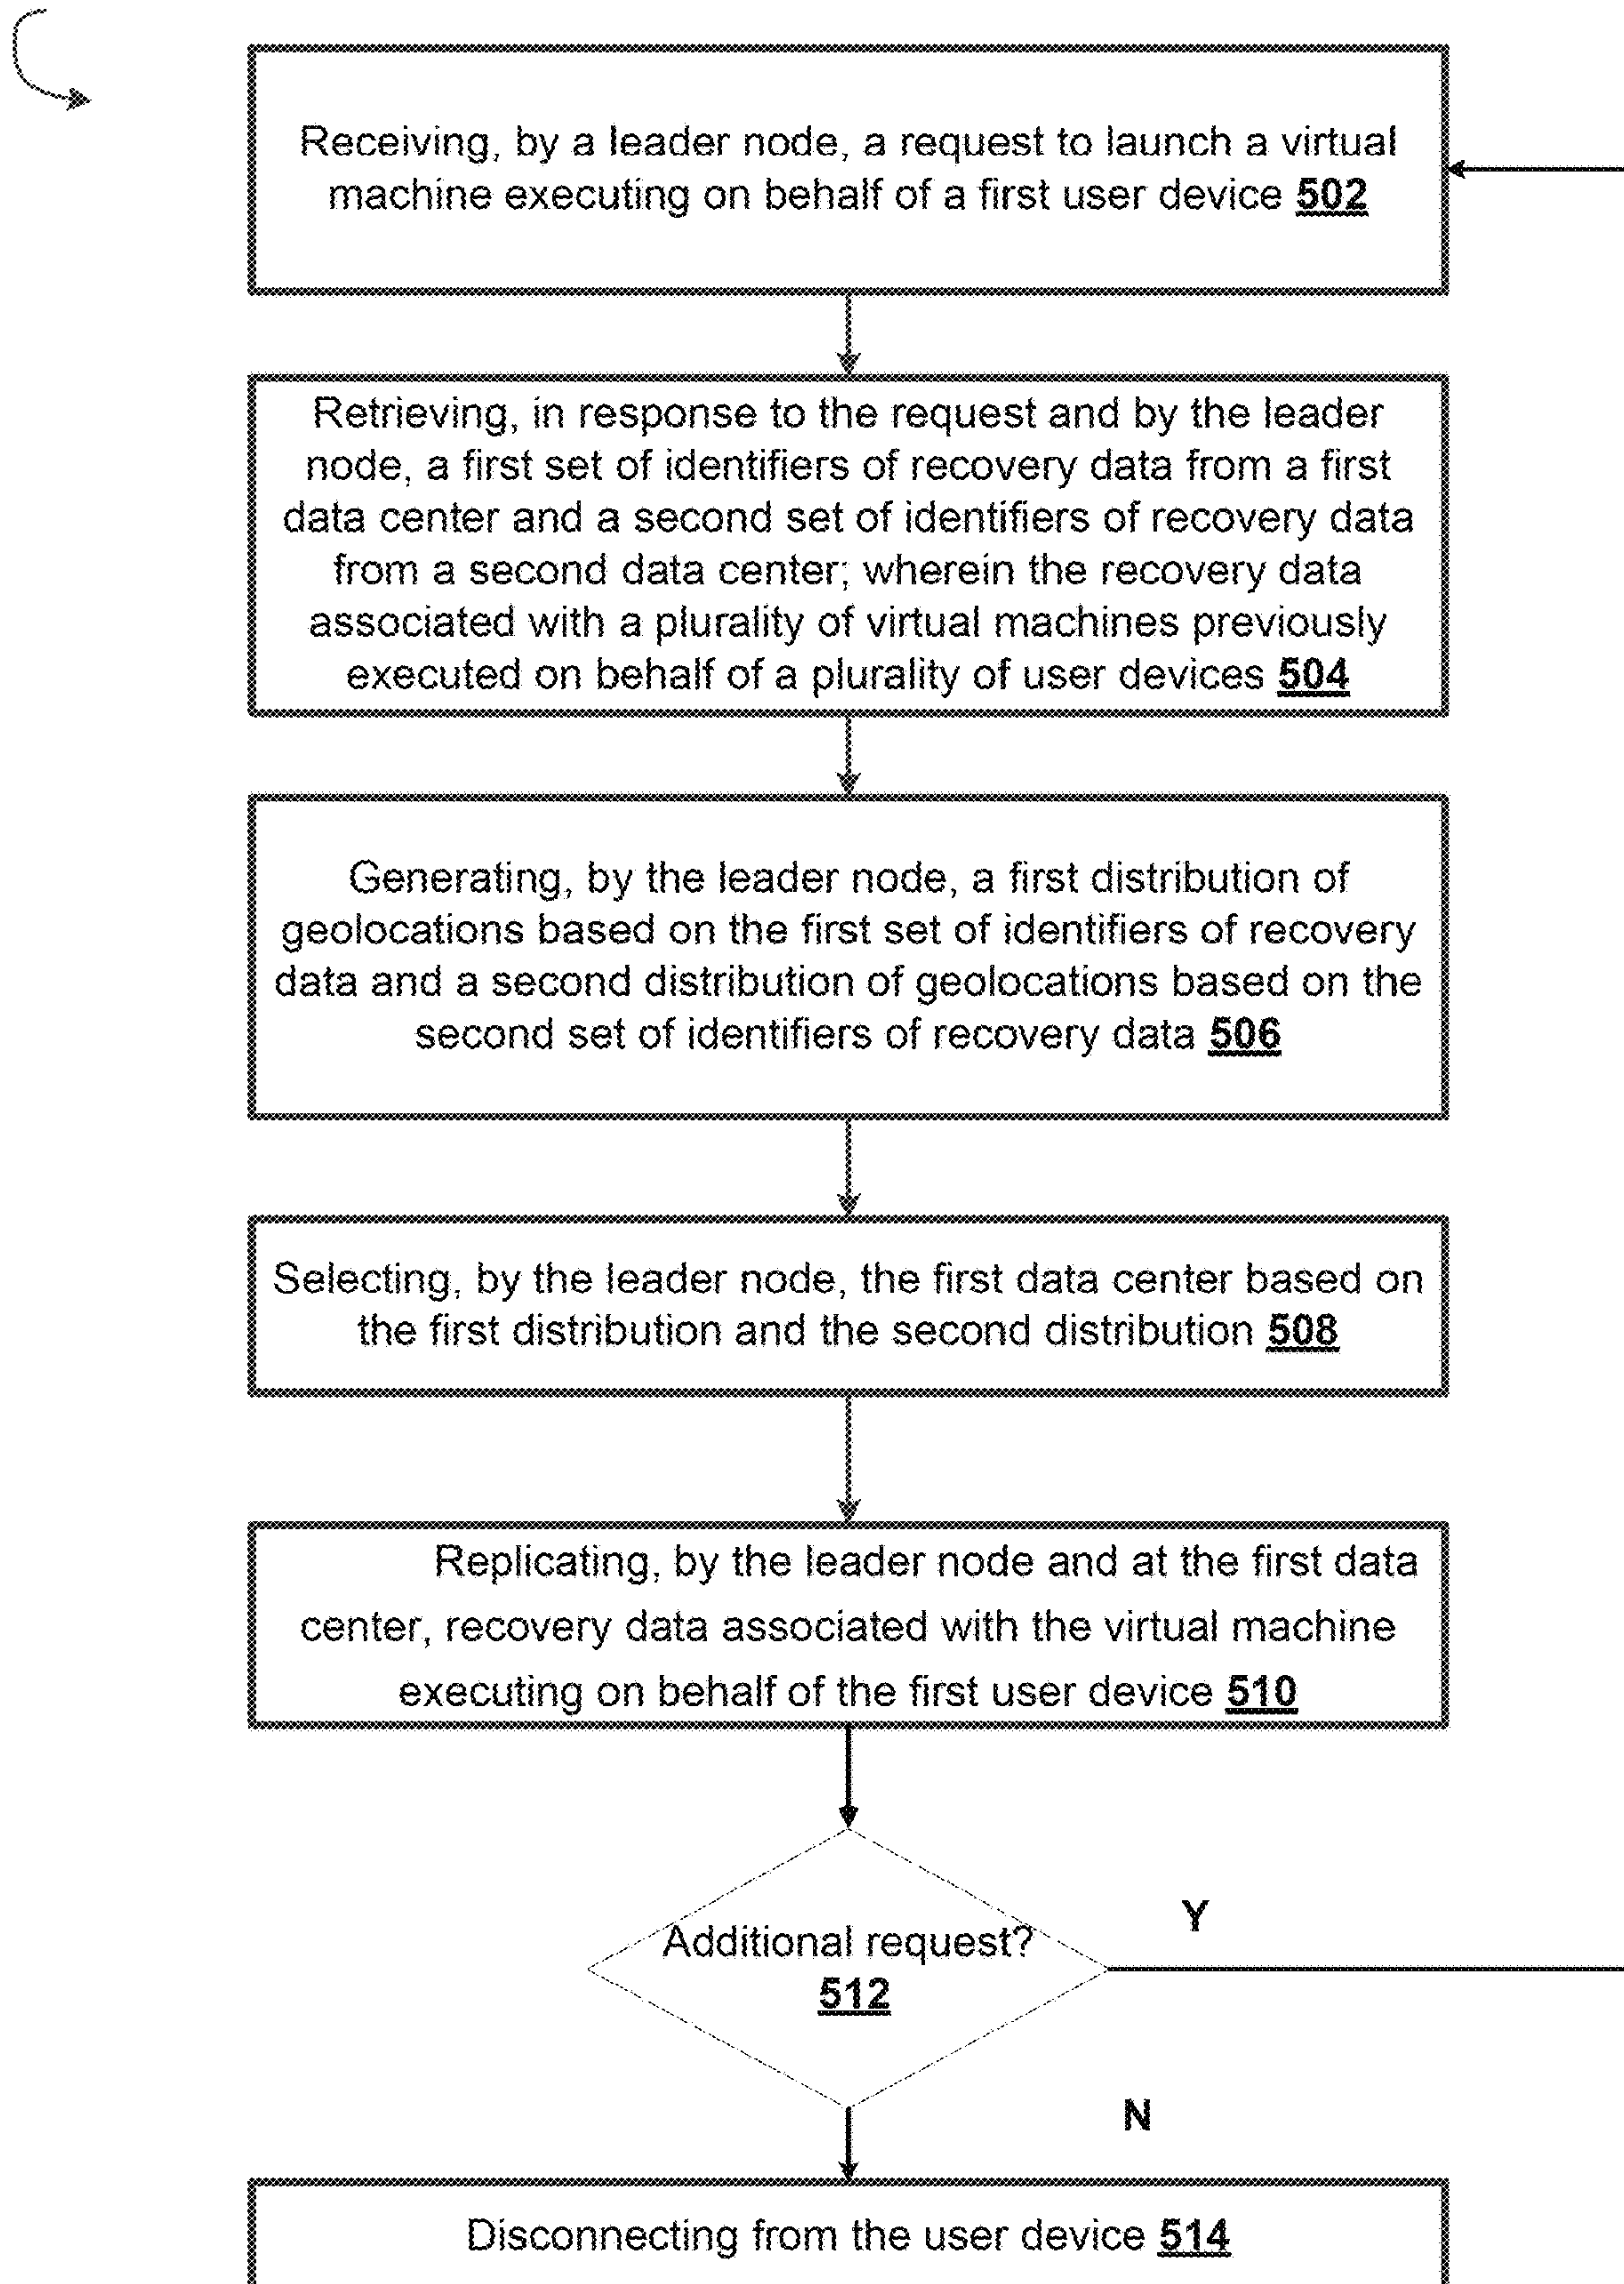 Receiving, by a leader node, a request to launch a virtual
machine executing on behalf of a first user device 502
Retrieving, in response to the request and by the leader
node, a first set of identifiers of recovery data from a first
data center and a second set of identifiers of recovery data
from a second data center; wherein the recovery data
associated with a plurality of virtual machines previously
executed on behalf of a plurality of user devices 504
Generating, by the leader node, a first distribution of
geolocations based on the first set of identifiers of recovery
data and a second distribution of geolocations based on the
second set of identifiers of recovery data 506
Selecting, by the leader node, the first data center based on
the first distribution and the second distribution 508
Replicating, by the leader node and at the first data
center, recovery data associated with the virtual machine
executing on behalf of the first user device 510
Y
Additional request?
512
N
Disconnecting from the user device 514